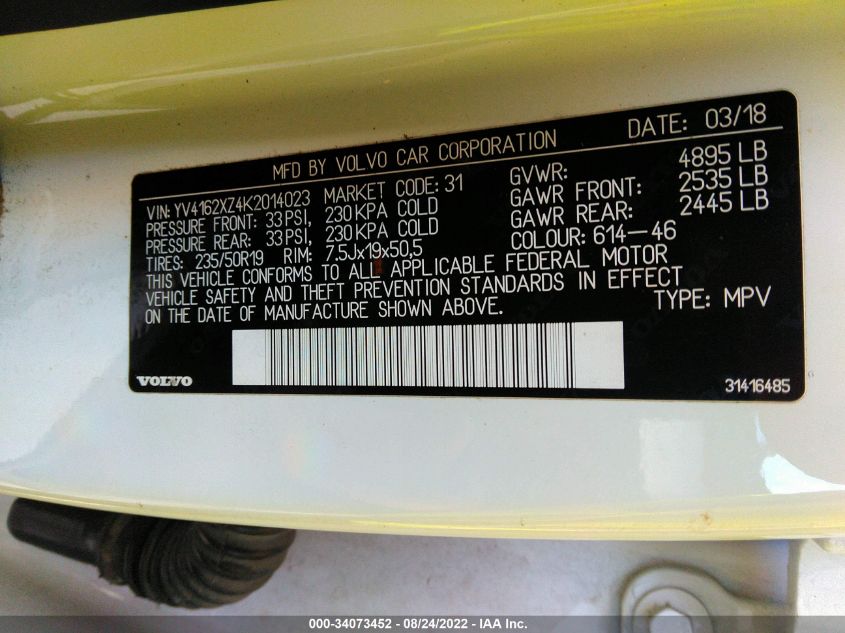 MFD BY VOLVO CAR CORPORATION DATE: 03/18
VIN: YV4162XZ4K2014023 MARKET CODE: 31 GVWR: 4895 LB
PRESSURE FRONT: 33 PSI, 230 KPA COLD GAWR FRONT: 2535 LB
PRESSURE REAR: 33 PSI, 230 KPA COLD GAWR REAR: 2445 LB
TIRES: 235/50R19 RIM: 7.5Jx19x50,5 COLOUR: 614-46
THIS VEHICLE CONFORMS TO ALL APPLICABLE FEDERAL MOTOR
VEHICLE SAFETY AND THEFT PREVENTION STANDARDS IN EFFECT
ON THE DATE OF MANUFACTURE SHOWN ABOVE. TYPE: MPV
VOLVO 31416485
000-34073452 - 08/24/2022 - IAA Inc.